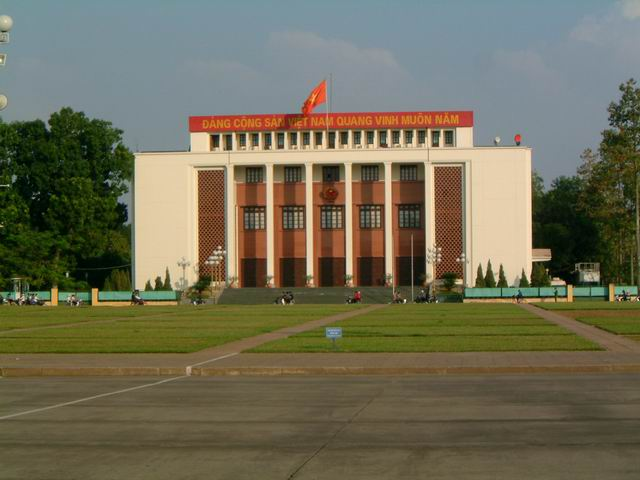 ĐẢNG CỘNG SẢN VIỆT NAM QUANG VINH MUÔN NĂM